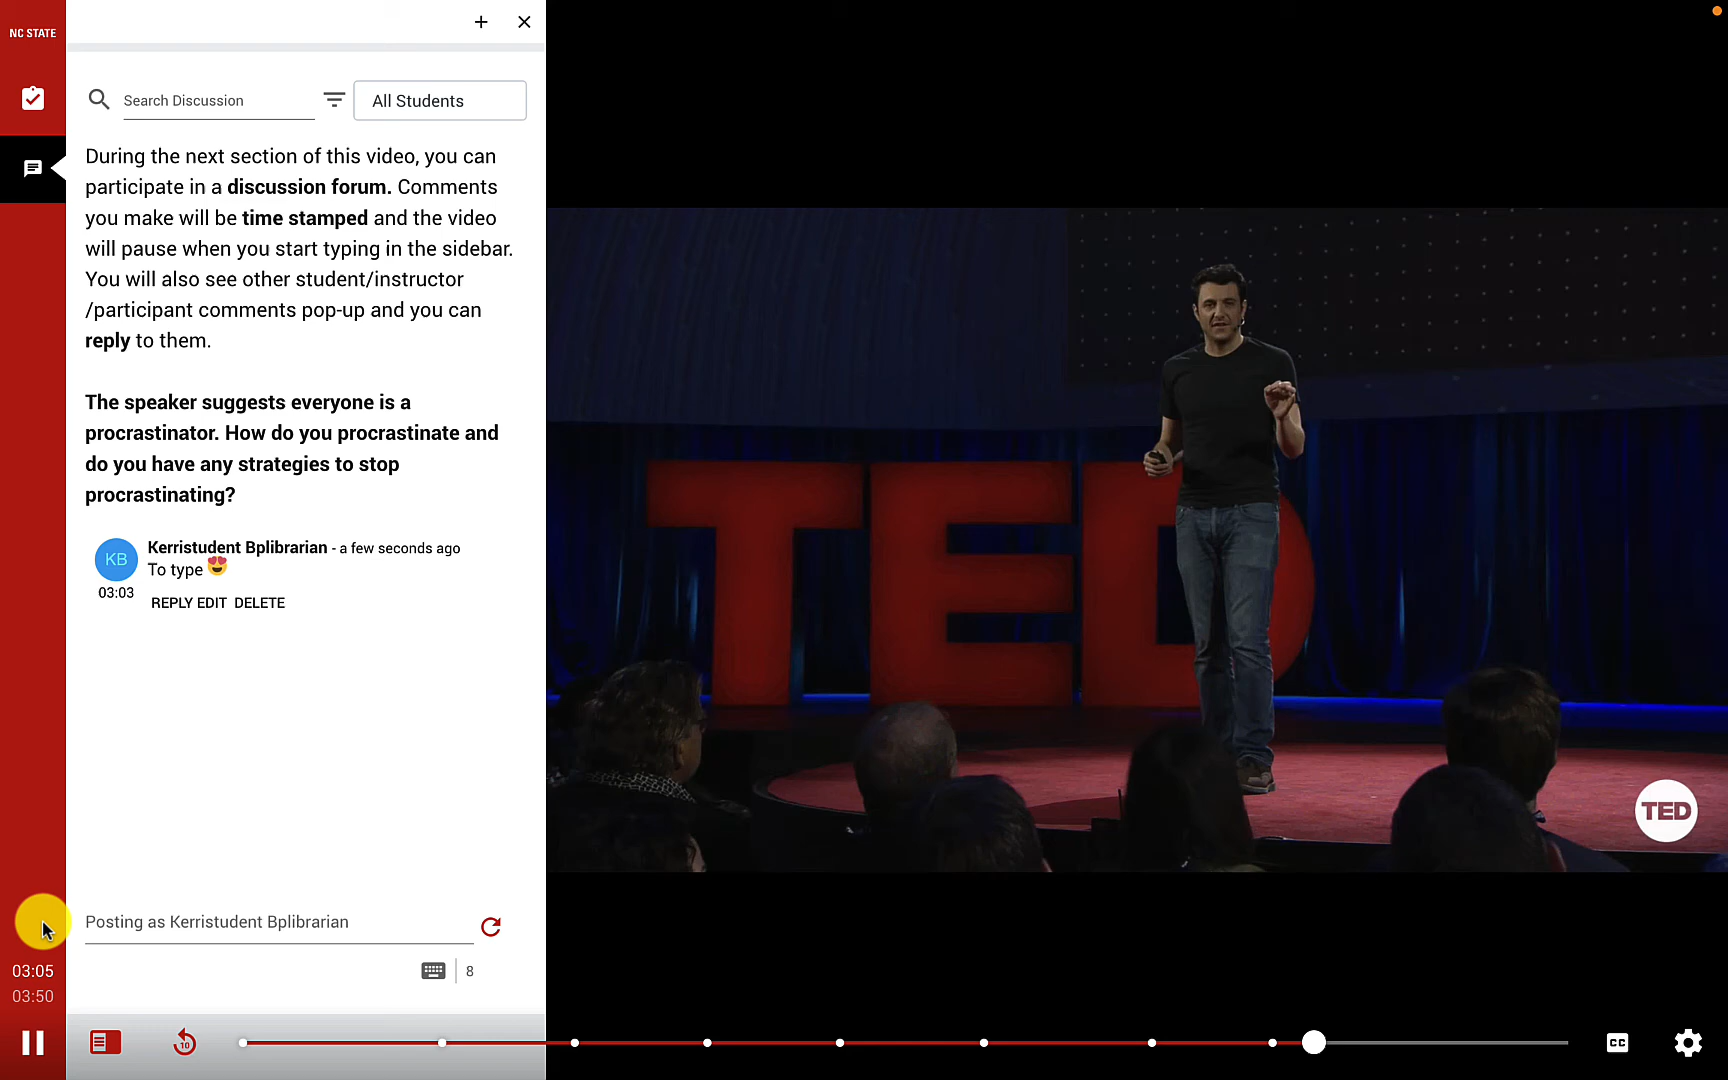 NC STATE
Search Discussion
All Students
During the next section of this video, you can
participate in a discussion forum. Comments
you make will be time stamped and the video
will pause when you start typing in the sidebar.
You will also see other student/instructor
/participant comments pop-up and you can
reply to them.
The speaker suggests everyone is a
procrastinator. How do you procrastinate and
do you have any strategies to stop
procrastinating?
KB
Kerristudent Bplibrarian - a few seconds ago
To type 😍
03:03
REPLY EDIT DELETE
Posting as Kerristudent Bplibrarian
8
03:05
03:50
10
CC
TED
TED